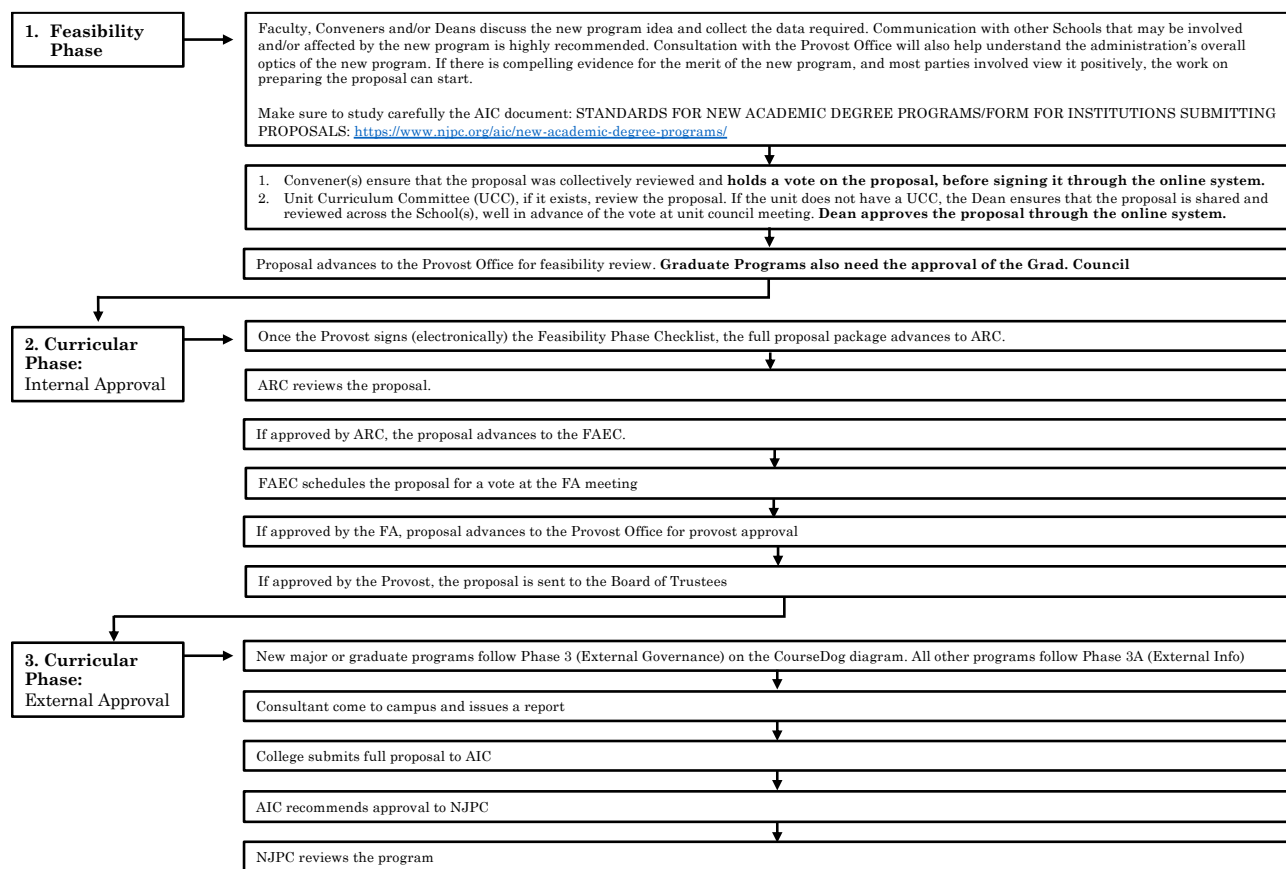 1. Feasibility
Phase
Faculty, Conveners and/or Deans discuss the new program idea and collect the data required. Communication with other Schools that may be involved
and/or affected by the new program is highly recommended. Consultation with the Provost Office will also help understand the administration's overall
optics of the new program. If there is compelling evidence for the merit of the new program, and most parties involved view it positively, the work on
preparing the proposal can start.
Make sure to study carefully the AIC document: STANDARDS FOR NEW ACADEMIC DEGREE PROGRAMS/FORM FOR INSTITUTIONS SUBMITTING
PROPOSALS: https://www.njpc.org/aic/new-academic-degree-programs/
1. Convener(s) ensure that the proposal was collectively reviewed and holds a vote on the proposal, before signing it through the online system.
2. Unit Curriculum Committee (UCC), if it exists, review the proposal. If the unit does not have a UCC, the Dean ensures that the proposal is shared and
reviewed across the School(s), well in advance of the vote at unit council meeting. Dean approves the proposal through the online system.
Proposal advances to the Provost Office for feasibility review. Graduate Programs also need the approval of the Grad. Council
2. Curricular
Phase:
Internal Approval
Once the Provost signs (electronically) the Feasibility Phase Checklist, the full proposal package advances to ARC.
ARC reviews the proposal.
If approved by ARC, the proposal advances to the FAEC.
FAEC schedules the proposal for a vote at the FA meeting
If approved by the FA, proposal advances to the Provost Office for provost approval
If approved by the Provost, the proposal is sent to the Board of Trustees
3. Curricular
Phase:
External Approval
New major or graduate programs follow Phase 3 (External Governance) on the CourseDog diagram. All other programs follow Phase 3A (External Info)
Consultant come to campus and issues a report
College submits full proposal to AIC
AIC recommends approval to NJPC
NJPC reviews the program